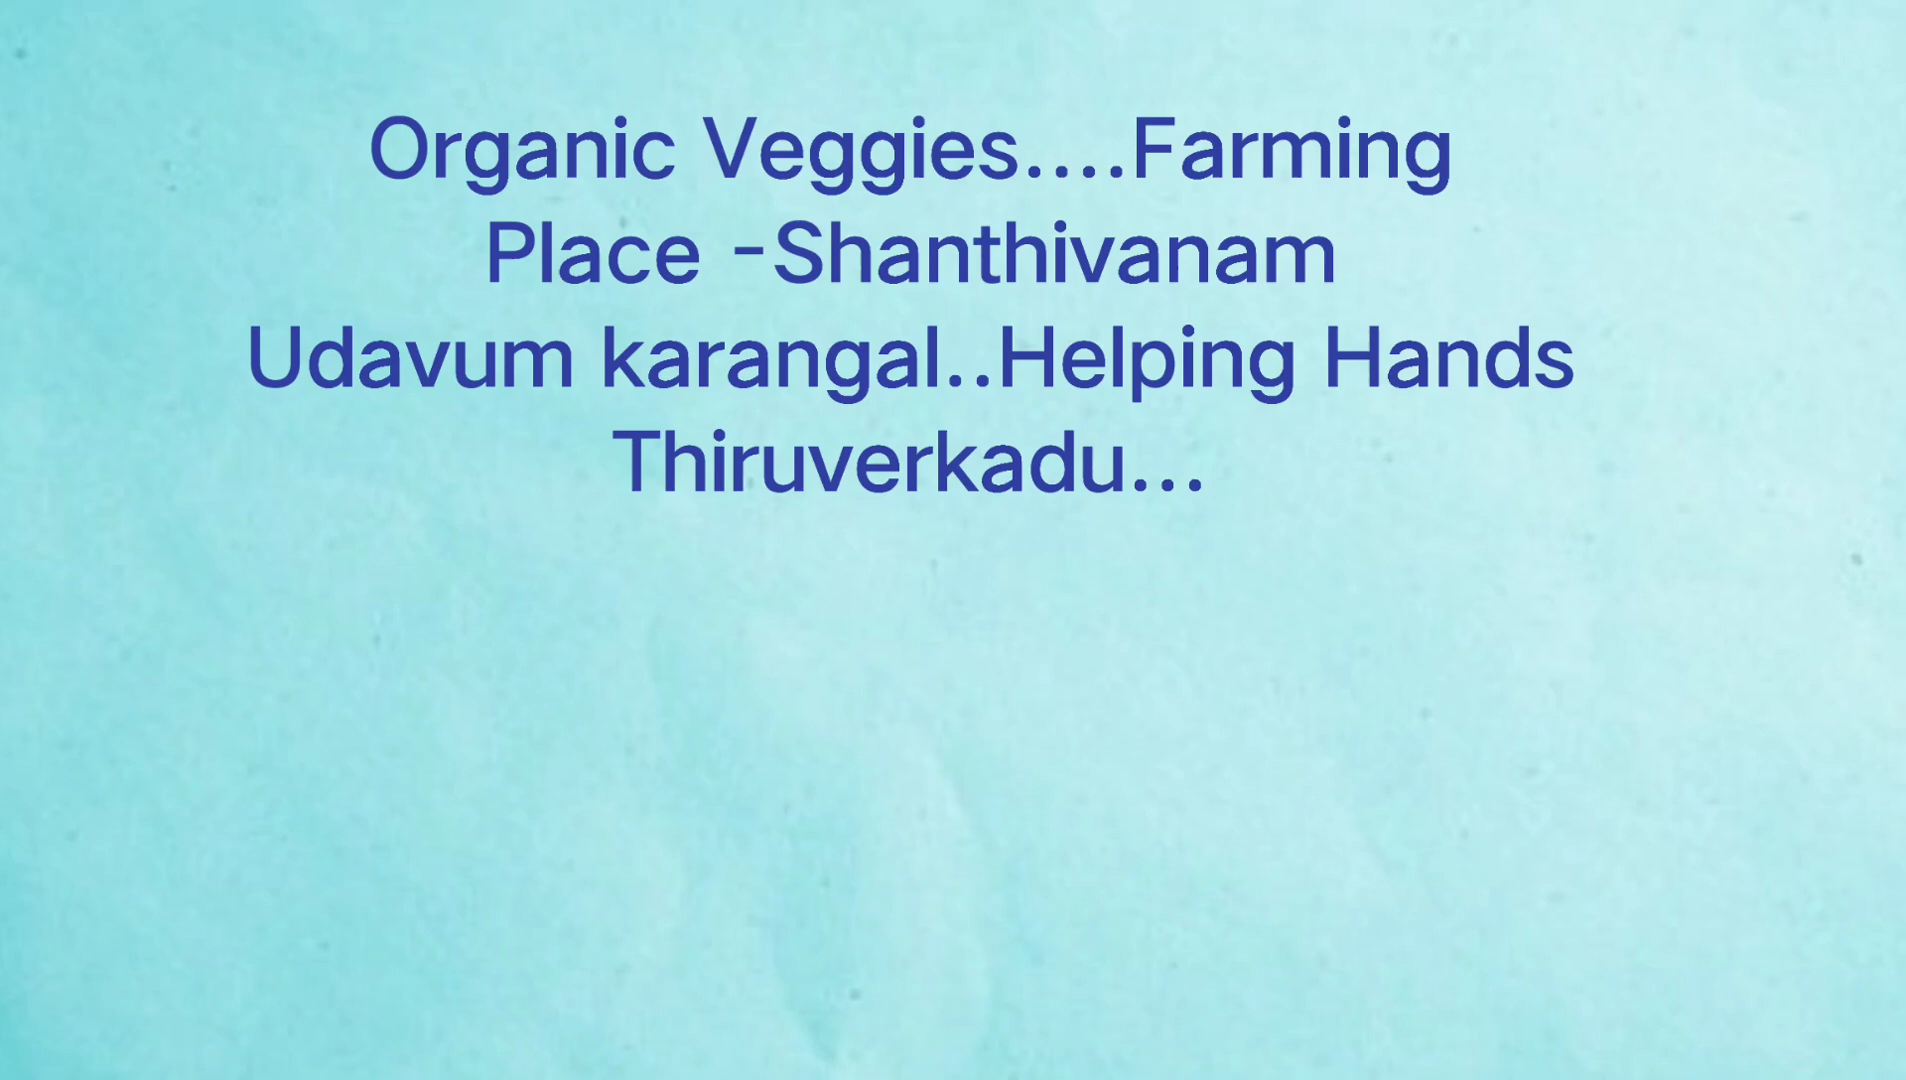 Organic Veggies....Farming
Place -Shanthivanam
Udavum karangal..Helping Hands
Thiruverkadu...